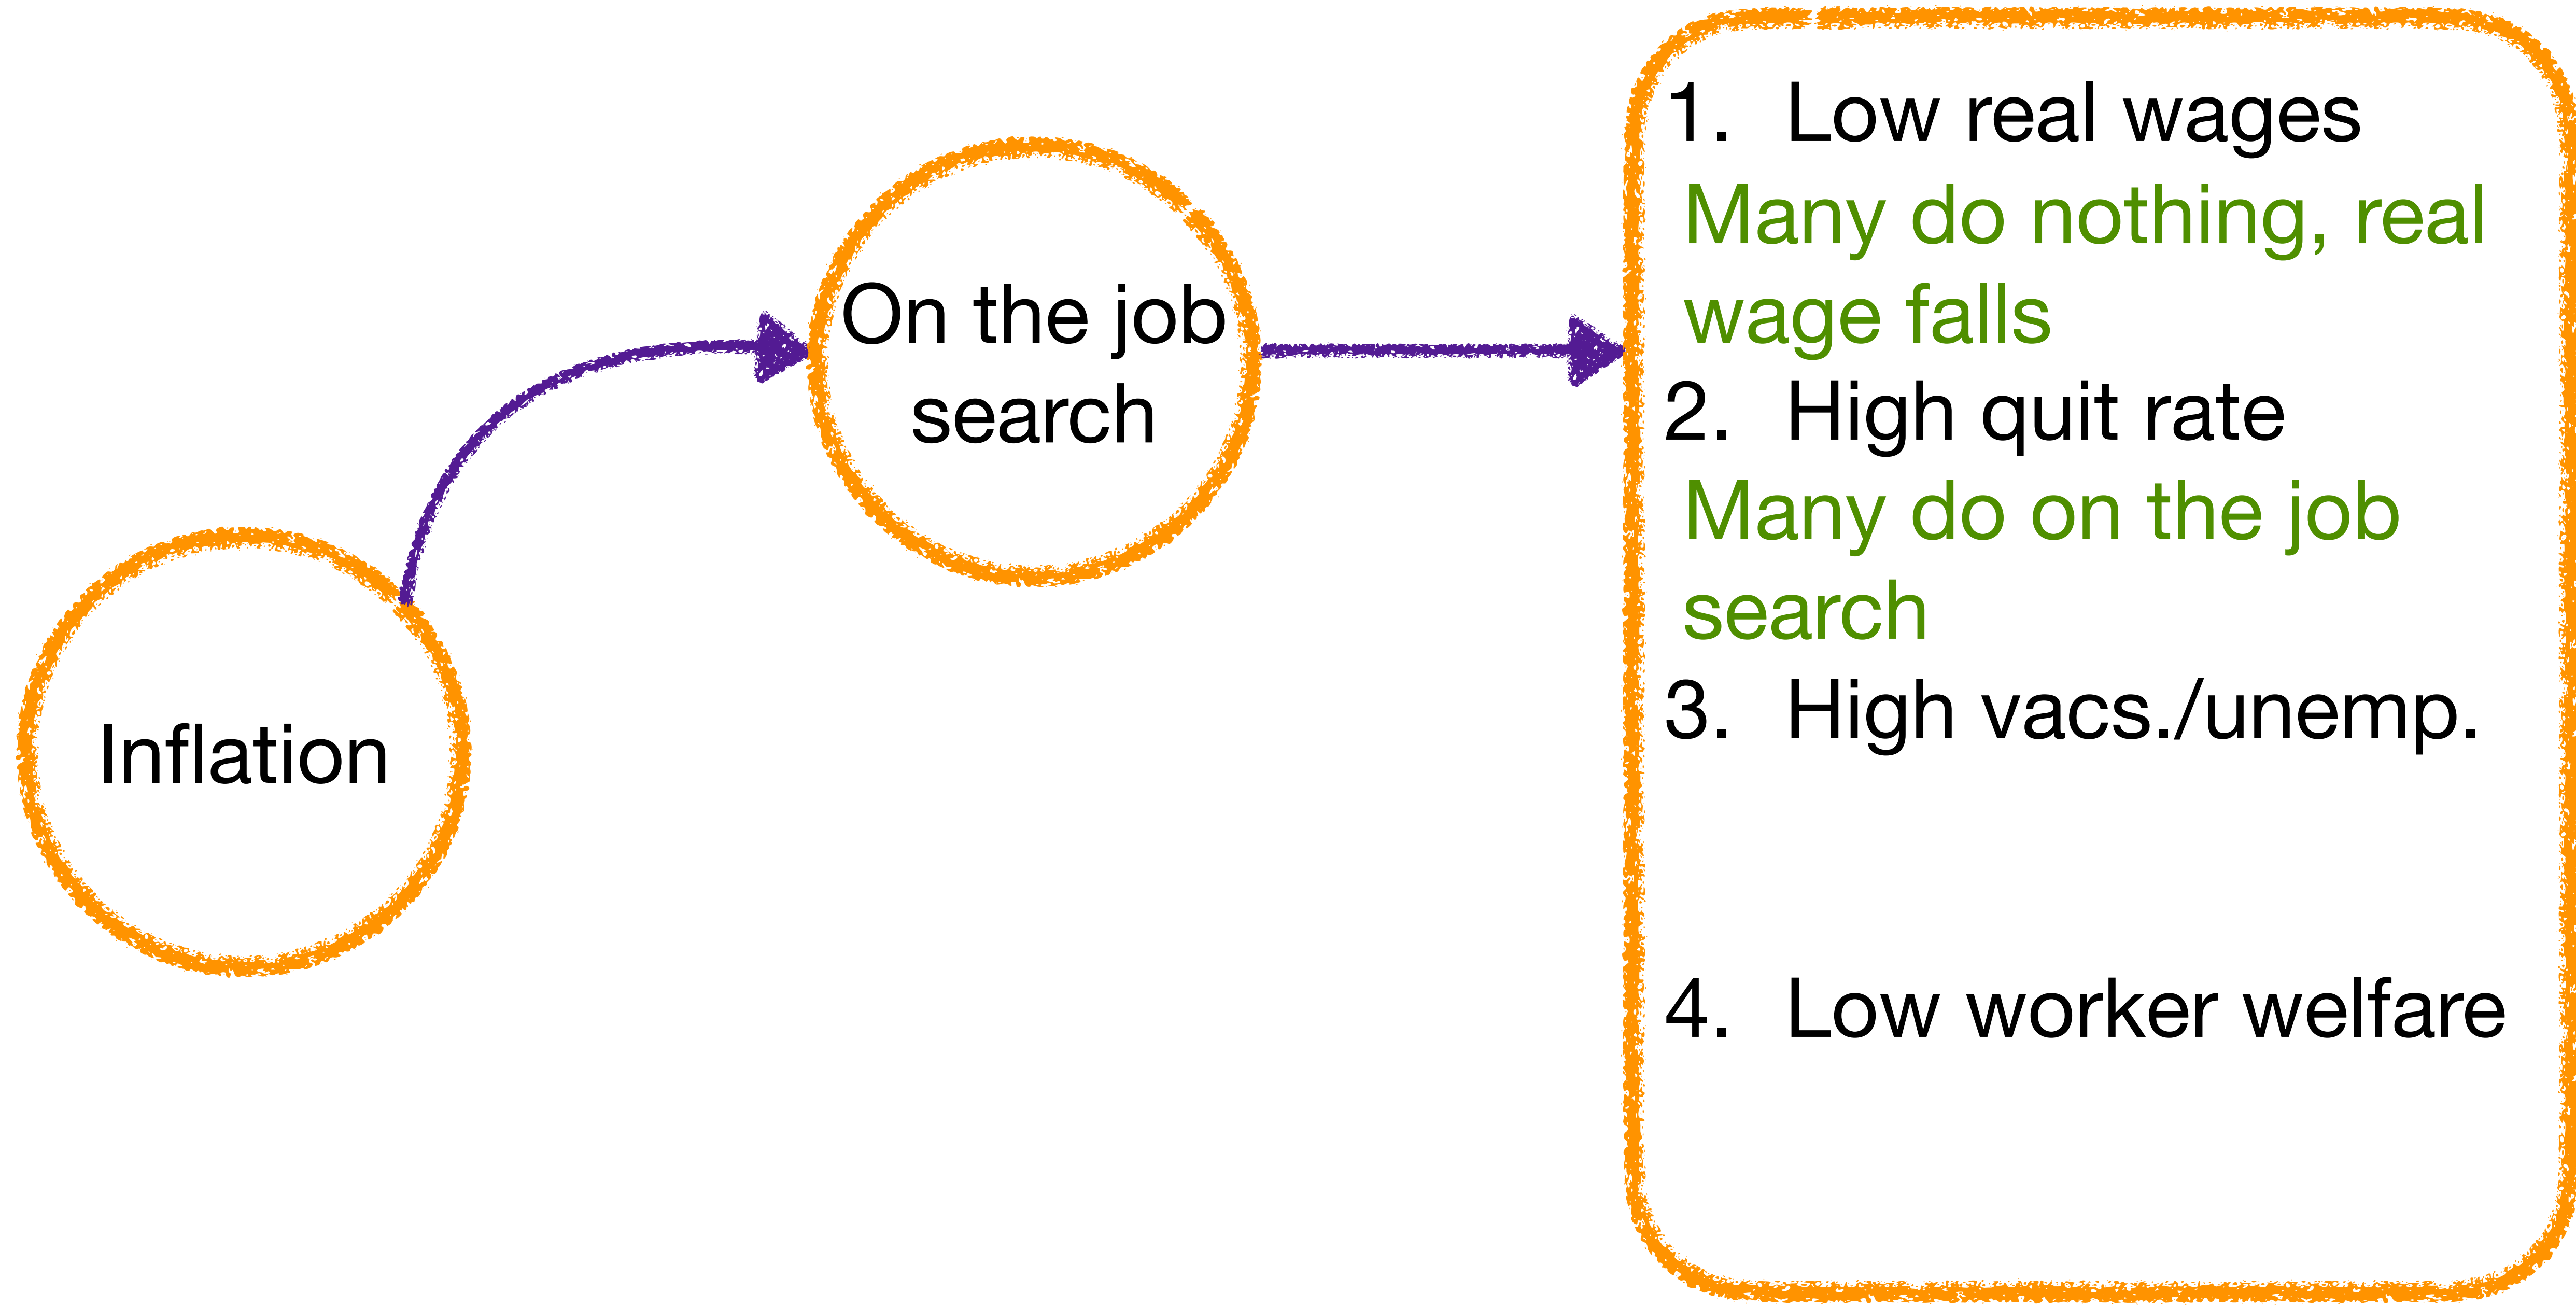 Inflation
On the job
search
1. Low real wages
Many do nothing, real
wage falls
2. High quit rate
Many do on the job
search
3. High vacs./unemp.
4. Low worker welfare